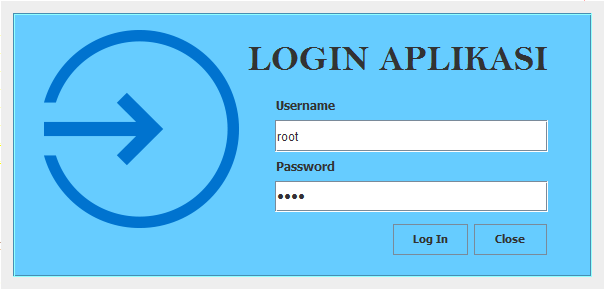 LOGIN APLIKASI
Username
root
Password
••••
Log In
Close